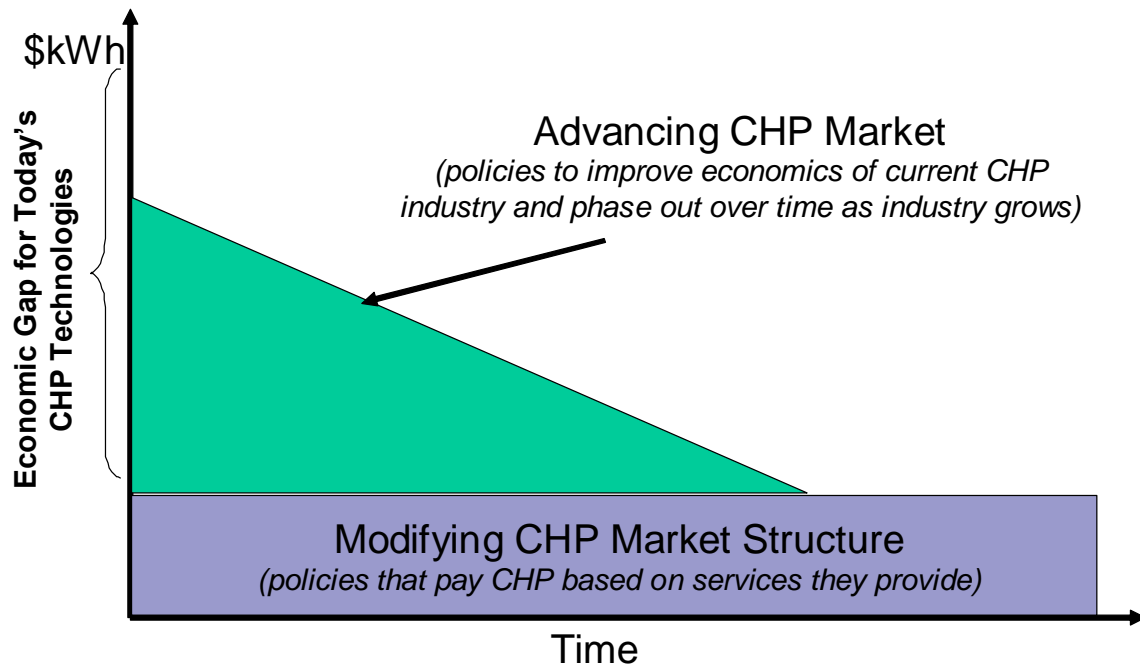 $kWh
Economic Gap for Today's
CHP Technologies
Advancing CHP Market
(policies to improve economics of current CHP
industry and phase out over time as industry grows)
Modifying CHP Market Structure
(policies that pay CHP based on services they provide)
Time